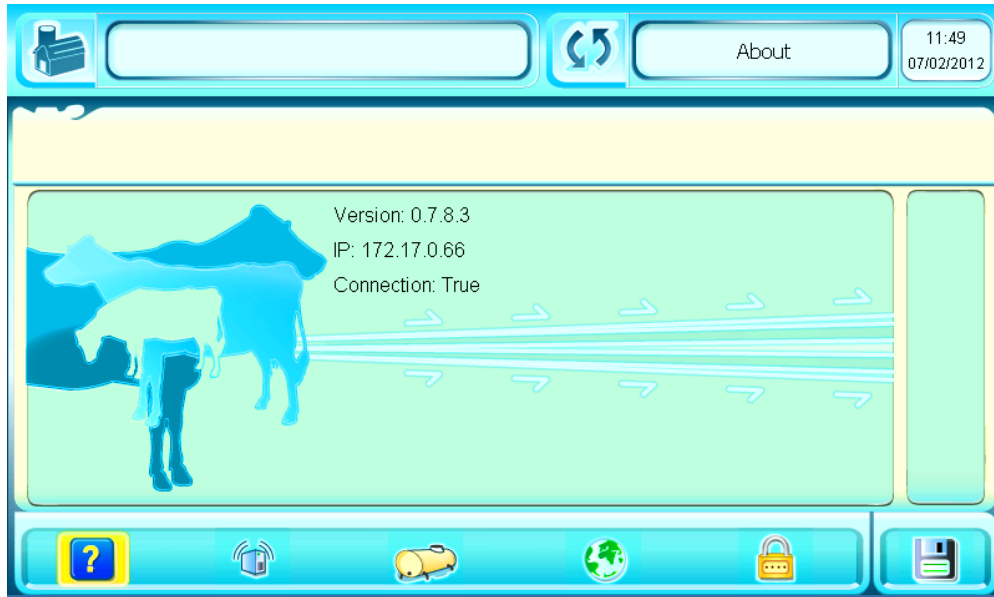 About
11:49
07/02/2012
Version: 0.7.8.3
IP: 172.17.0.66
Connection: True
?